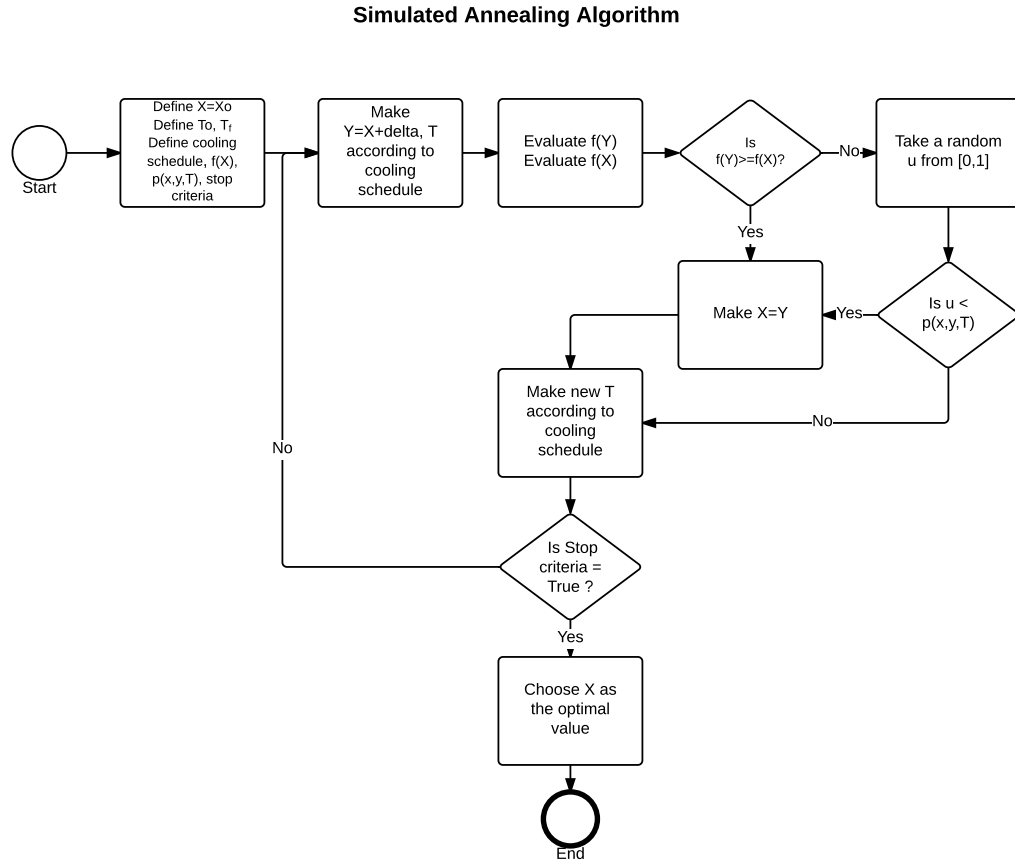 Simulated Annealing Algorithm
Start
Define X=Xo
Define To, Tf
Define cooling
schedule, f(X),
p(x,y,T), stop
criteria
Make
Y=X+delta, T
according to
cooling
schedule
Evaluate f(Y)
Evaluate f(X)
Is
f(Y)>=f(X)?
No
Take a random
u from [0,1]
Yes
Make X=Y
Yes
Is u <
p(x,y,T)
Make new T
according to
cooling
schedule
No
No
Is Stop
criteria =
True ?
Yes
Choose X as
the optimal
value
End